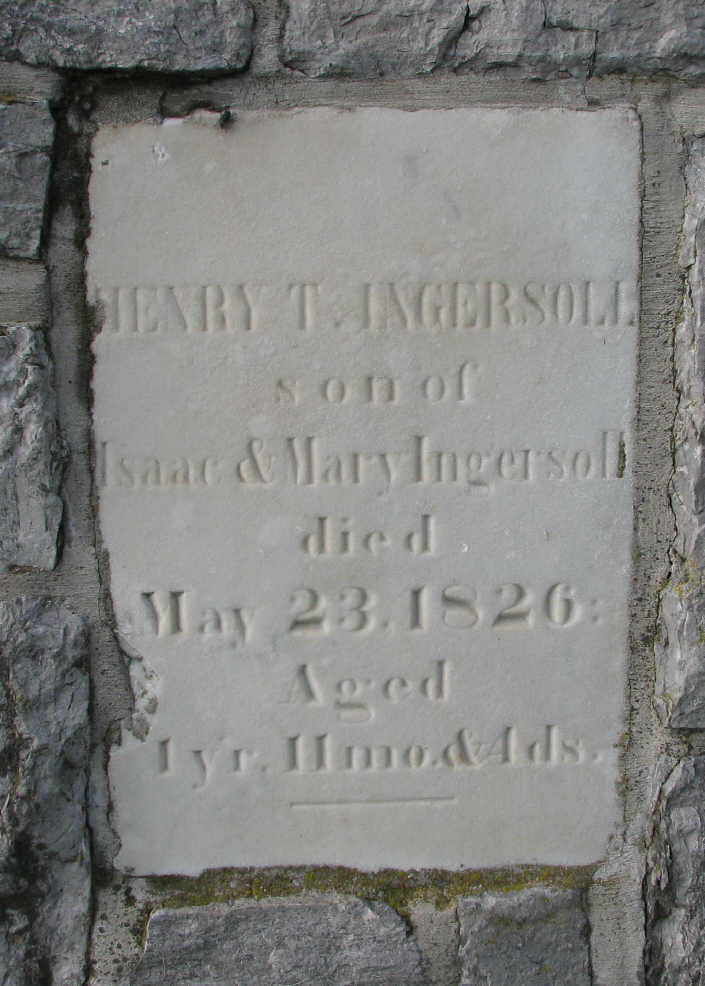 HENRY T. INGERSOLL
son of
Isaac & Mary Ingersoll
died
May 23. 1826:
Aged
1 yr. 11 mo. & 4 ds.